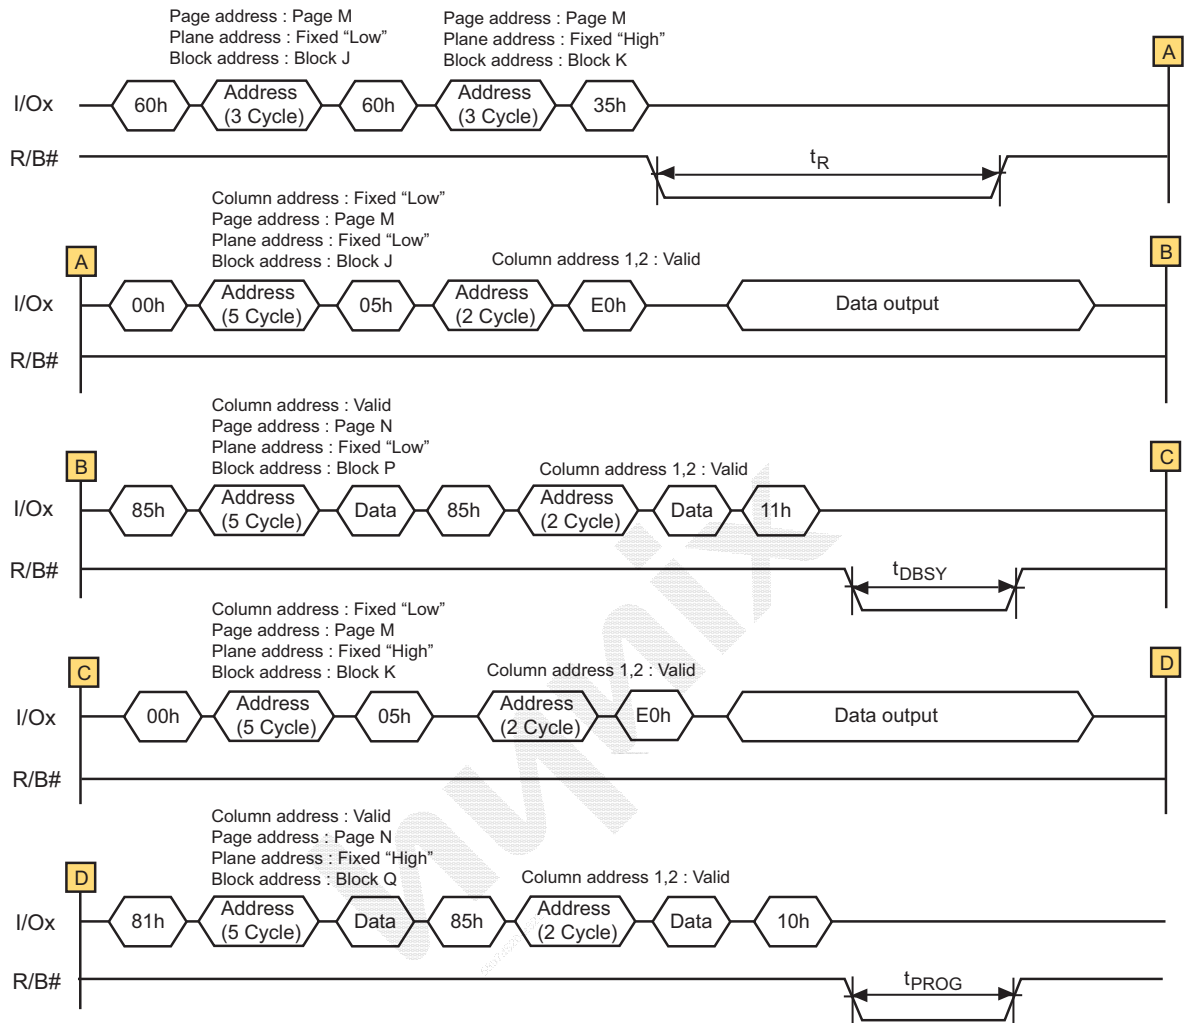 Page address : Page M
Plane address : Fixed “Low”
Block address : Block J
Page address : Page M
Plane address : Fixed “High”
Block address : Block K
A
I/Ox
60h
Address
(3 Cycle)
60h
Address
(3 Cycle)
35h
R/B#
tR
Column address : Fixed “Low”
Page address : Page M
Plane address : Fixed “Low”
Block address : Block J
Column address 1,2 : Valid
A
B
I/Ox
00h
Address
(5 Cycle)
05h
Address
(2 Cycle)
E0h
Data output
R/B#
Column address : Valid
Page address : Page N
Plane address : Fixed “Low”
Block address : Block P
Column address 1,2 : Valid
B
C
I/Ox
85h
Address
(5 Cycle)
Data
85h
Address
(2 Cycle)
Data
11h
R/B#
tDBSY
Column address : Fixed “Low”
Page address : Page M
Plane address : Fixed “High”
Block address : Block K
Column address 1,2 : Valid
C
D
I/Ox
00h
Address
(5 Cycle)
05h
Address
(2 Cycle)
E0h
Data output
R/B#
Column address : Valid
Page address : Page N
Plane address : Fixed “High”
Block address : Block Q
Column address 1,2 : Valid
D
I/Ox
81h
Address
(5 Cycle)
Data
85h
Address
(2 Cycle)
Data
10h
R/B#
tPROG